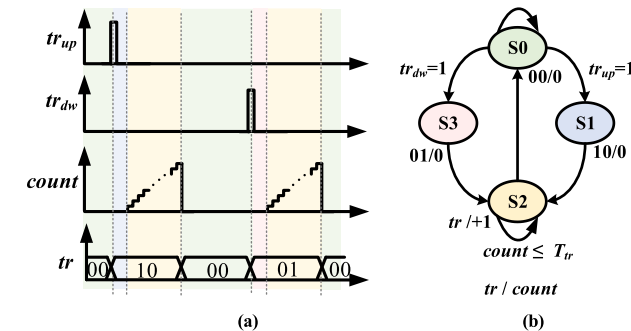 tr_up
tr_dw
count
tr
00
10
00
01
00
(a)
S0
00/0
tr_dw=1
tr_up=1
S3
S1
01/0
10/0
S2
tr /+1
count ≤ T_tr
tr / count
(b)